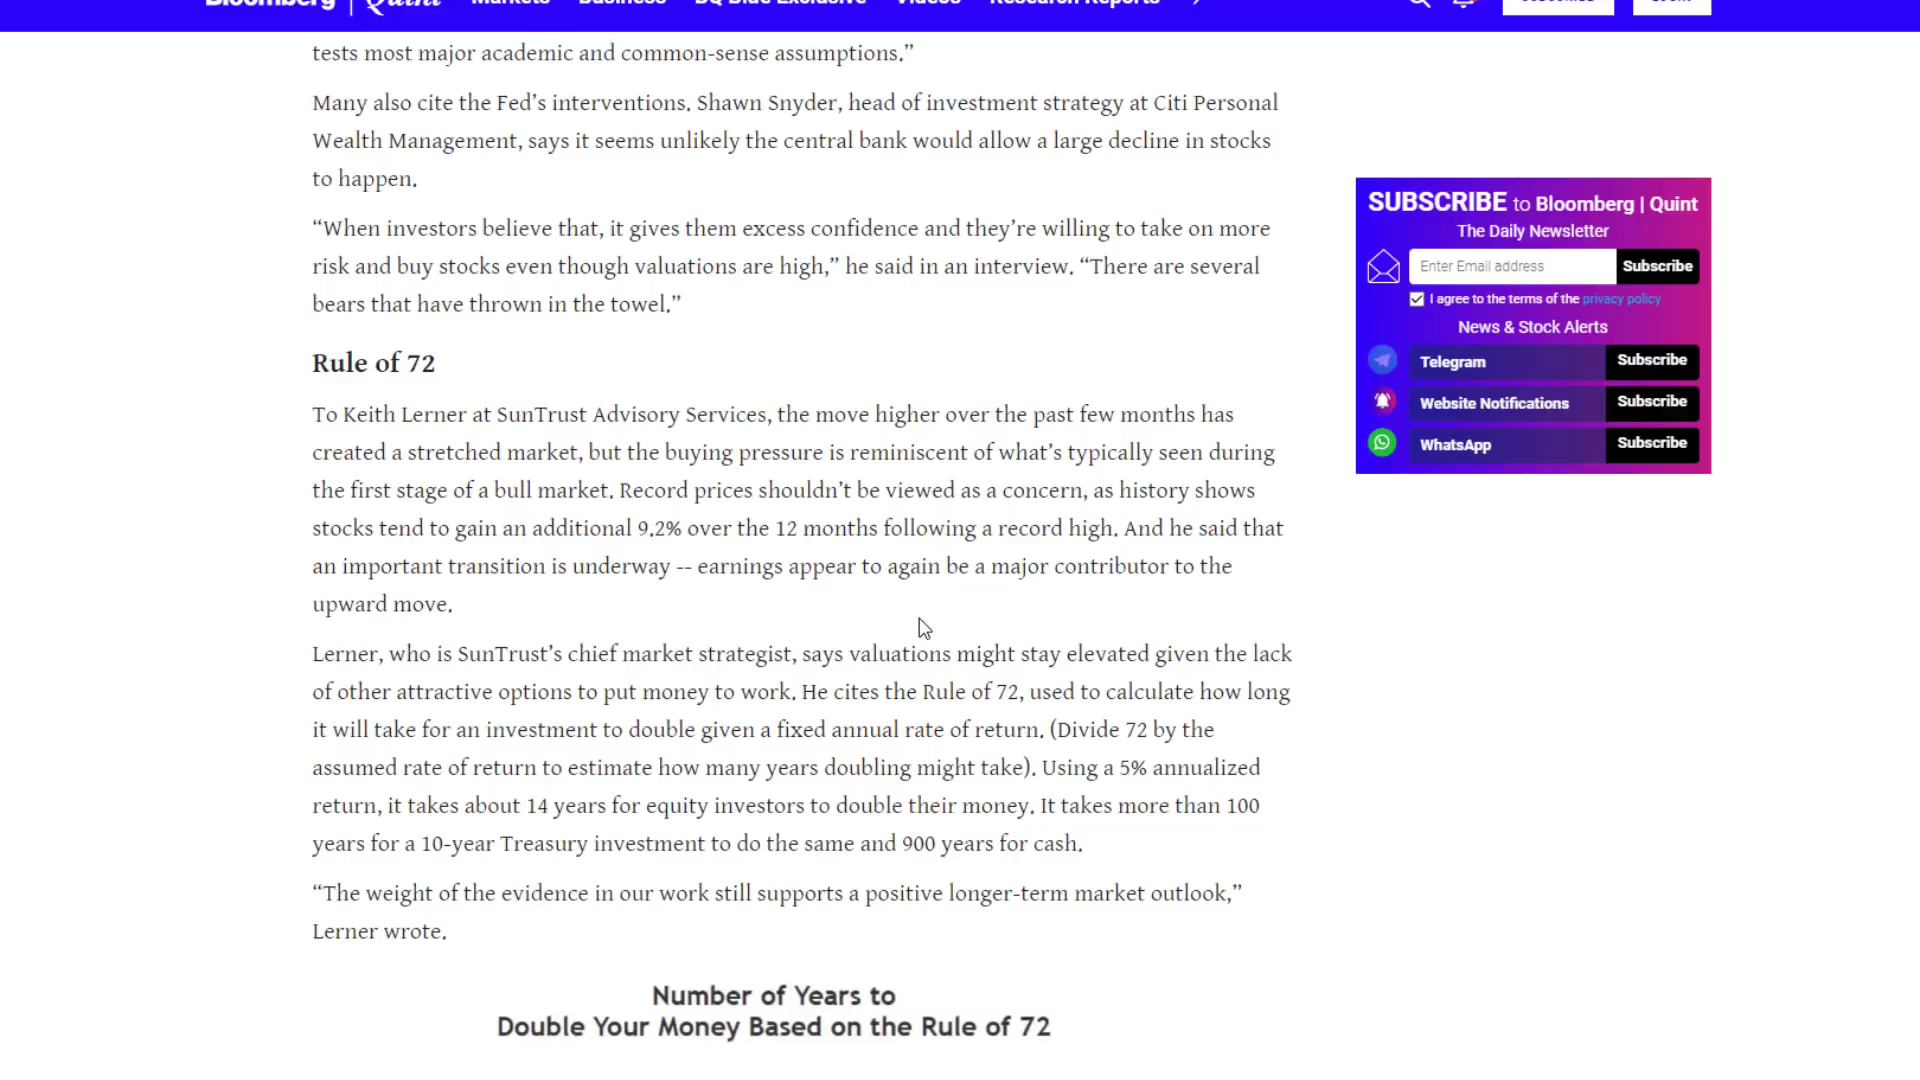 Bloomberg | Quint Markets Business BQ Blue Exclusive Videos Research Reports
tests most major academic and common-sense assumptions.”
Many also cite the Fed’s interventions. Shawn Snyder, head of investment strategy at Citi Personal
Wealth Management, says it seems unlikely the central bank would allow a large decline in stocks
to happen.
“When investors believe that, it gives them excess confidence and they’re willing to take on more
risk and buy stocks even though valuations are high,” he said in an interview. “There are several
bears that have thrown in the towel.”
Rule of 72
To Keith Lerner at SunTrust Advisory Services, the move higher over the past few months has
created a stretched market, but the buying pressure is reminiscent of what’s typically seen during
the first stage of a bull market. Record prices shouldn’t be viewed as a concern, as history shows
stocks tend to gain an additional 9.2% over the 12 months following a record high. And he said that
an important transition is underway -- earnings appear to again be a major contributor to the
upward move.
Lerner, who is SunTrust’s chief market strategist, says valuations might stay elevated given the lack
of other attractive options to put money to work. He cites the Rule of 72, used to calculate how long
it will take for an investment to double given a fixed annual rate of return. (Divide 72 by the
assumed rate of return to estimate how many years doubling might take). Using a 5% annualized
return, it takes about 14 years for equity investors to double their money. It takes more than 100
years for a 10-year Treasury investment to do the same and 900 years for cash.
“The weight of the evidence in our work still supports a positive longer-term market outlook,”
Lerner wrote.
Number of Years to
Double Your Money Based on the Rule of 72
SUBSCRIBE to Bloomberg | Quint
The Daily Newsletter
Enter Email address Subscribe
I agree to the terms of the privacy policy
News & Stock Alerts
Telegram Subscribe
Website Notifications Subscribe
WhatsApp Subscribe